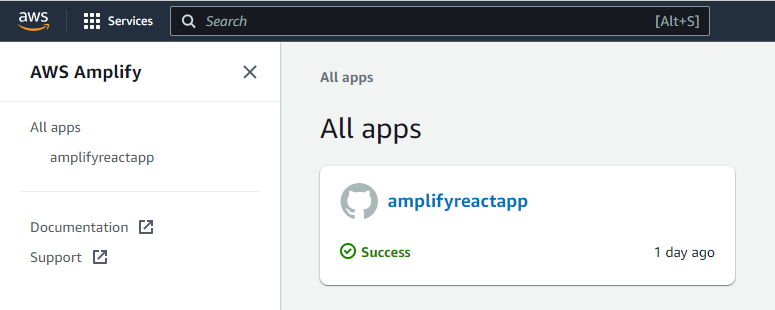 aws
Services
Search
[Alt+S]
AWS Amplify
All apps
amplifyreactapp
Documentation
Support
All apps
All apps
amplifyreactapp
Success
1 day ago